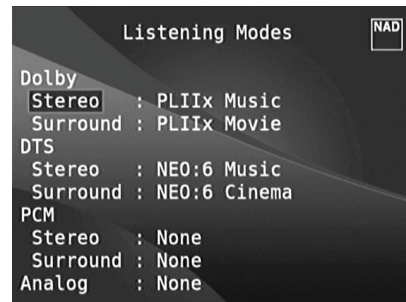 Listening Modes
NAD
Dolby
Stereo : PLIIx Music
Surround : PLIIx Movie
DTS
Stereo : NEO:6 Music
Surround : NEO:6 Cinema
PCM
Stereo : None
Surround : None
Analog : None